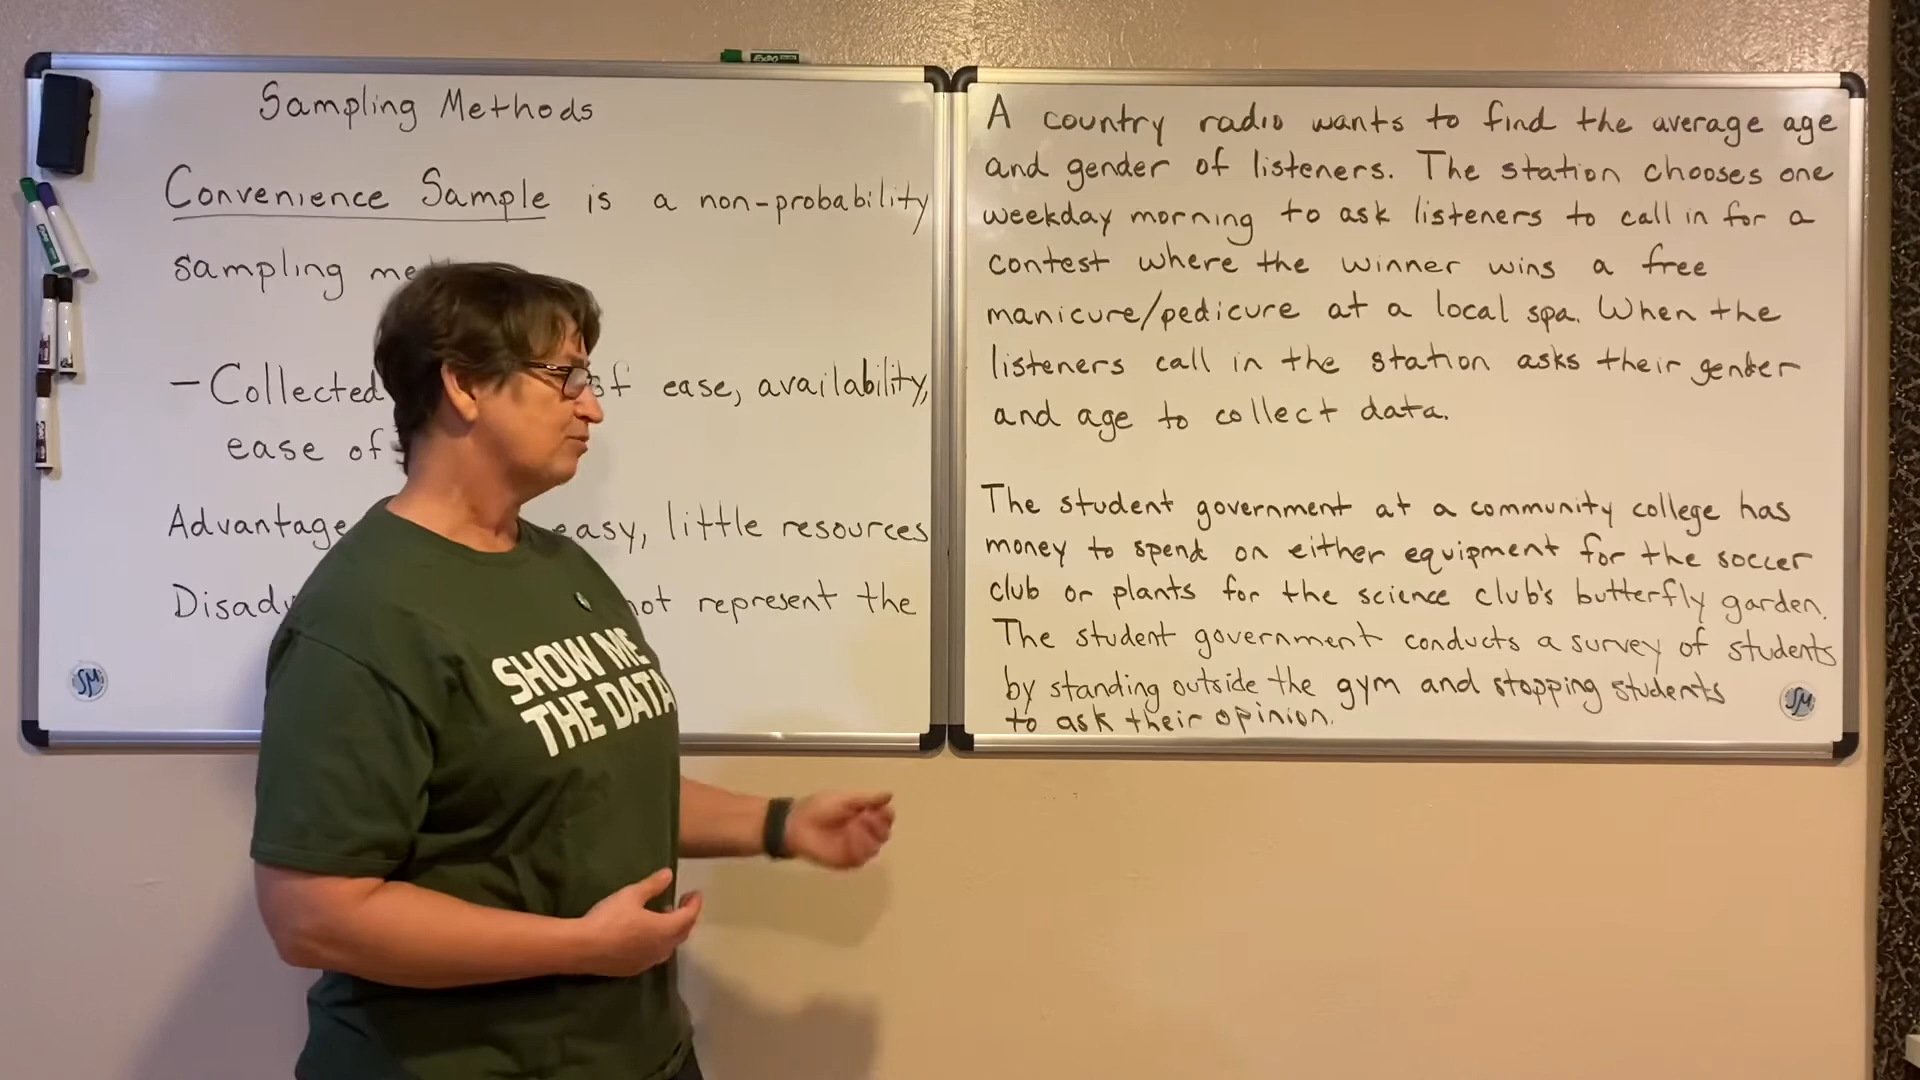 EXPO
Sampling Methods
Convenience Sample is a non-probability
sampling
- Collected of ease, availability,
ease of
Advantage easy, little resources
not represent the
SM
A country radio wants to find the average age
and gender of listeners. The station chooses one
weekday morning to ask listeners to call in for a
contest where the winner wins a free
manicure/pedicure at a local spa. When the
listeners call in the station asks their gender
and age to collect data.
The student government at a community college has
money to spend on either equipment for the soccer
club or plants for the science club's butterfly garden.
The student government conducts a survey of students
by standing outside the gym and stopping students
to ask their opinion.
SM
SHOW ME
THE DATA